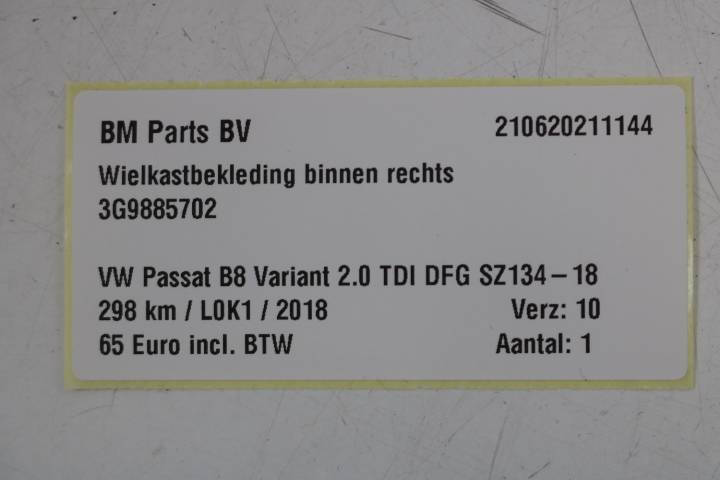 BM Parts BV 210620211144
Wielkastbekleding binnen rechts
3G9885702
VW Passat B8 Variant 2.0 TDI DFG SZ134-18
298 km / L0K1 / 2018 Verz: 10
65 Euro incl. BTW Aantal: 1